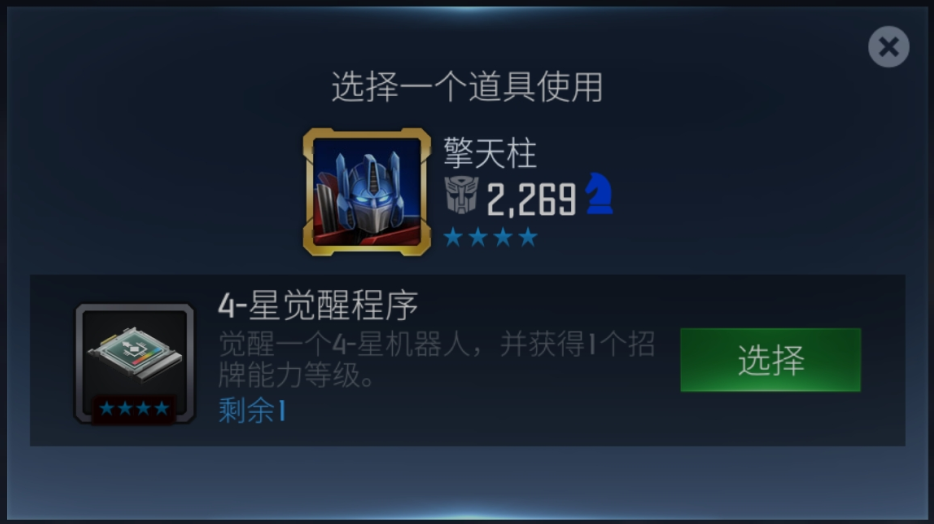 选择一个道具使用
擎天柱
2,269
4-星觉醒程序
觉醒一个4-星机器人，并获得1个招
牌能力等级。
剩余1
选择